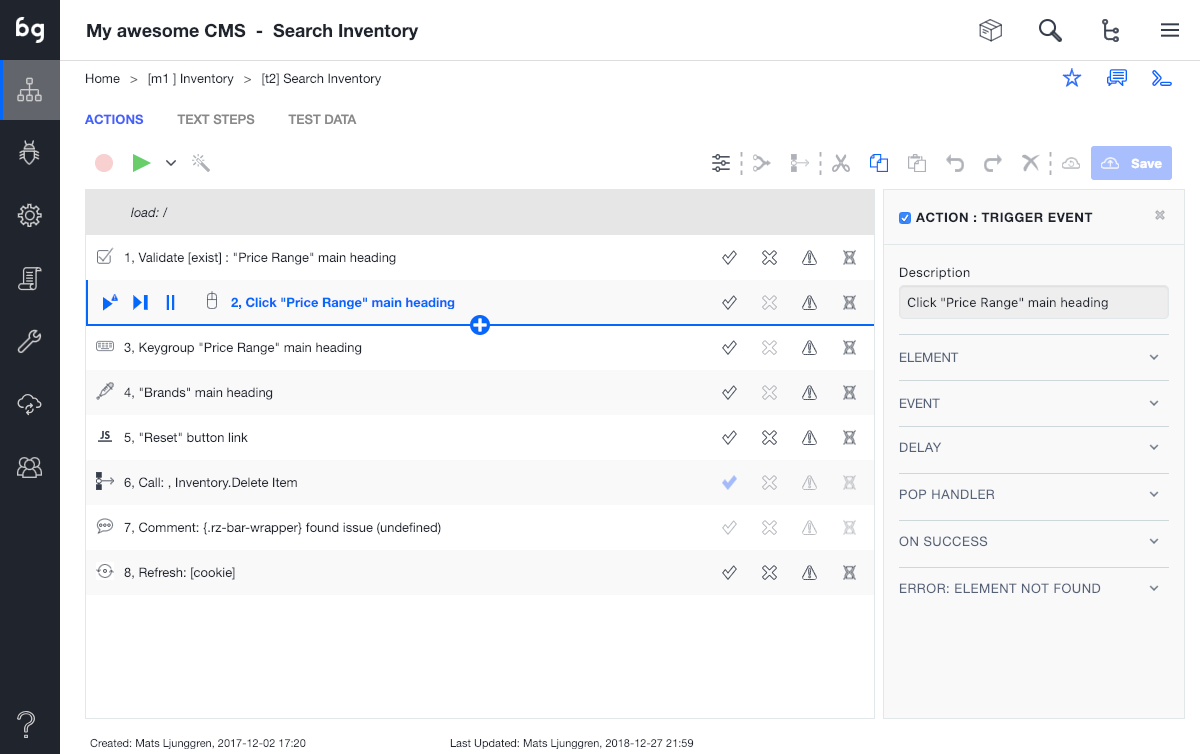 bg
My awesome CMS - Search Inventory
Home > [m1 ] Inventory > [t2] Search Inventory
ACTIONS TEXT STEPS TEST DATA
Save
load: /
1, Validate [exist] : "Price Range" main heading
2, Click "Price Range" main heading
3, Keygroup "Price Range" main heading
4, "Brands" main heading
JS 5, "Reset" button link
6, Call: , Inventory.Delete Item
7, Comment: {.rz-bar-wrapper} found issue (undefined)
8, Refresh: [cookie]
ACTION : TRIGGER EVENT
Description
Click "Price Range" main heading
ELEMENT
EVENT
DELAY
POP HANDLER
ON SUCCESS
ERROR: ELEMENT NOT FOUND
Created: Mats Ljunggren, 2017-12-02 17:20
Last Updated: Mats Ljunggren, 2018-12-27 21:59